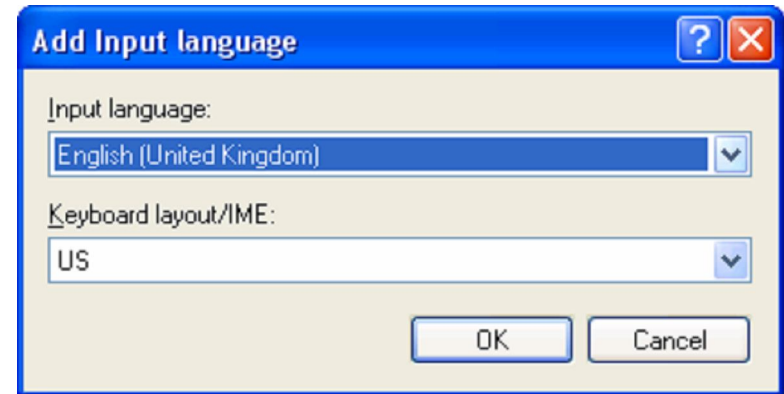 Add Input language
Input language:
English (United Kingdom)
Keyboard layout/IME:
US
OK
Cancel